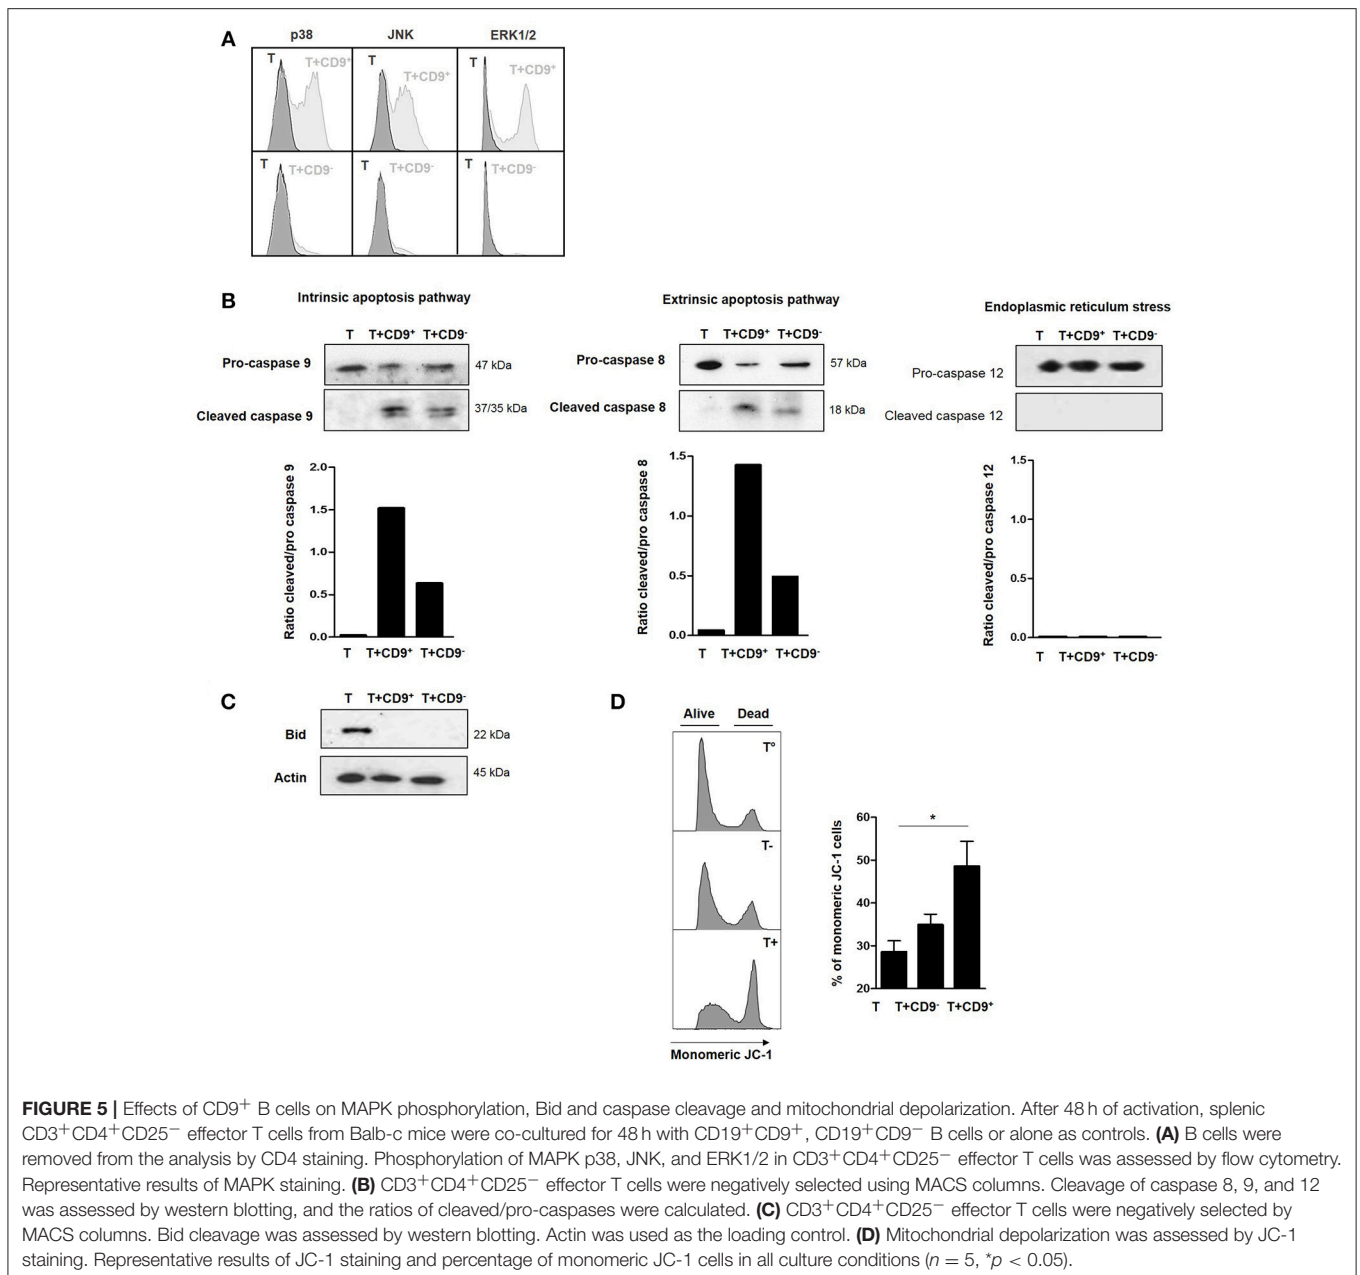 A
p38 JNK ERK1/2
T T+CD9⁺ T T+CD9⁺ T T+CD9⁺
T T+CD9⁻ T T+CD9⁻ T T+CD9⁻
B
Intrinsic apoptosis pathway
T T+CD9⁺ T+CD9⁻
Pro-caspase 9 47 kDa
Cleaved caspase 9 37/35 kDa
Ratio cleaved/pro caspase 9
2.0
1.5
1.0
0.5
0.0
T T+CD9⁺ T+CD9⁻
Extrinsic apoptosis pathway
T T+CD9⁺ T+CD9⁻
Pro-caspase 8 57 kDa
Cleaved caspase 8 18 kDa
Ratio cleaved/pro caspase 8
1.5
1.0
0.5
0.0
T T+CD9⁺ T+CD9⁻
Endoplasmic reticulum stress
T T+CD9⁺ T+CD9⁻
Pro-caspase 12
Cleaved caspase 12
Ratio cleaved/pro caspase 12
1.5
1.0
0.5
0.0
T T+CD9⁺ T+CD9⁻
C
T T+CD9⁺ T+CD9⁻
Bid 22 kDa
Actin 45 kDa
D
Alive Dead
T°
T-
T+
Monomeric JC-1
% of monomeric JC-1 cells
60
50
40
30
20
*
T T+CD9⁻ T+CD9⁺
FIGURE 5 | Effects of CD9⁺ B cells on MAPK phosphorylation, Bid and caspase cleavage and mitochondrial depolarization. After 48 h of activation, splenic
CD3⁺CD4⁺CD25⁻ effector T cells from Balb-c mice were co-cultured for 48 h with CD19⁺CD9⁺, CD19⁺CD9⁻ B cells or alone as controls. (A) B cells were
removed from the analysis by CD4 staining. Phosphorylation of MAPK p38, JNK, and ERK1/2 in CD3⁺CD4⁺CD25⁻ effector T cells was assessed by flow cytometry.
Representative results of MAPK staining. (B) CD3⁺CD4⁺CD25⁻ effector T cells were negatively selected using MACS columns. Cleavage of caspase 8, 9, and 12
was assessed by western blotting, and the ratios of cleaved/pro-caspases were calculated. (C) CD3⁺CD4⁺CD25⁻ effector T cells were negatively selected by
MACS columns. Bid cleavage was assessed by western blotting. Actin was used as the loading control. (D) Mitochondrial depolarization was assessed by JC-1
staining. Representative results of JC-1 staining and percentage of monomeric JC-1 cells in all culture conditions (n = 5, *p < 0.05).